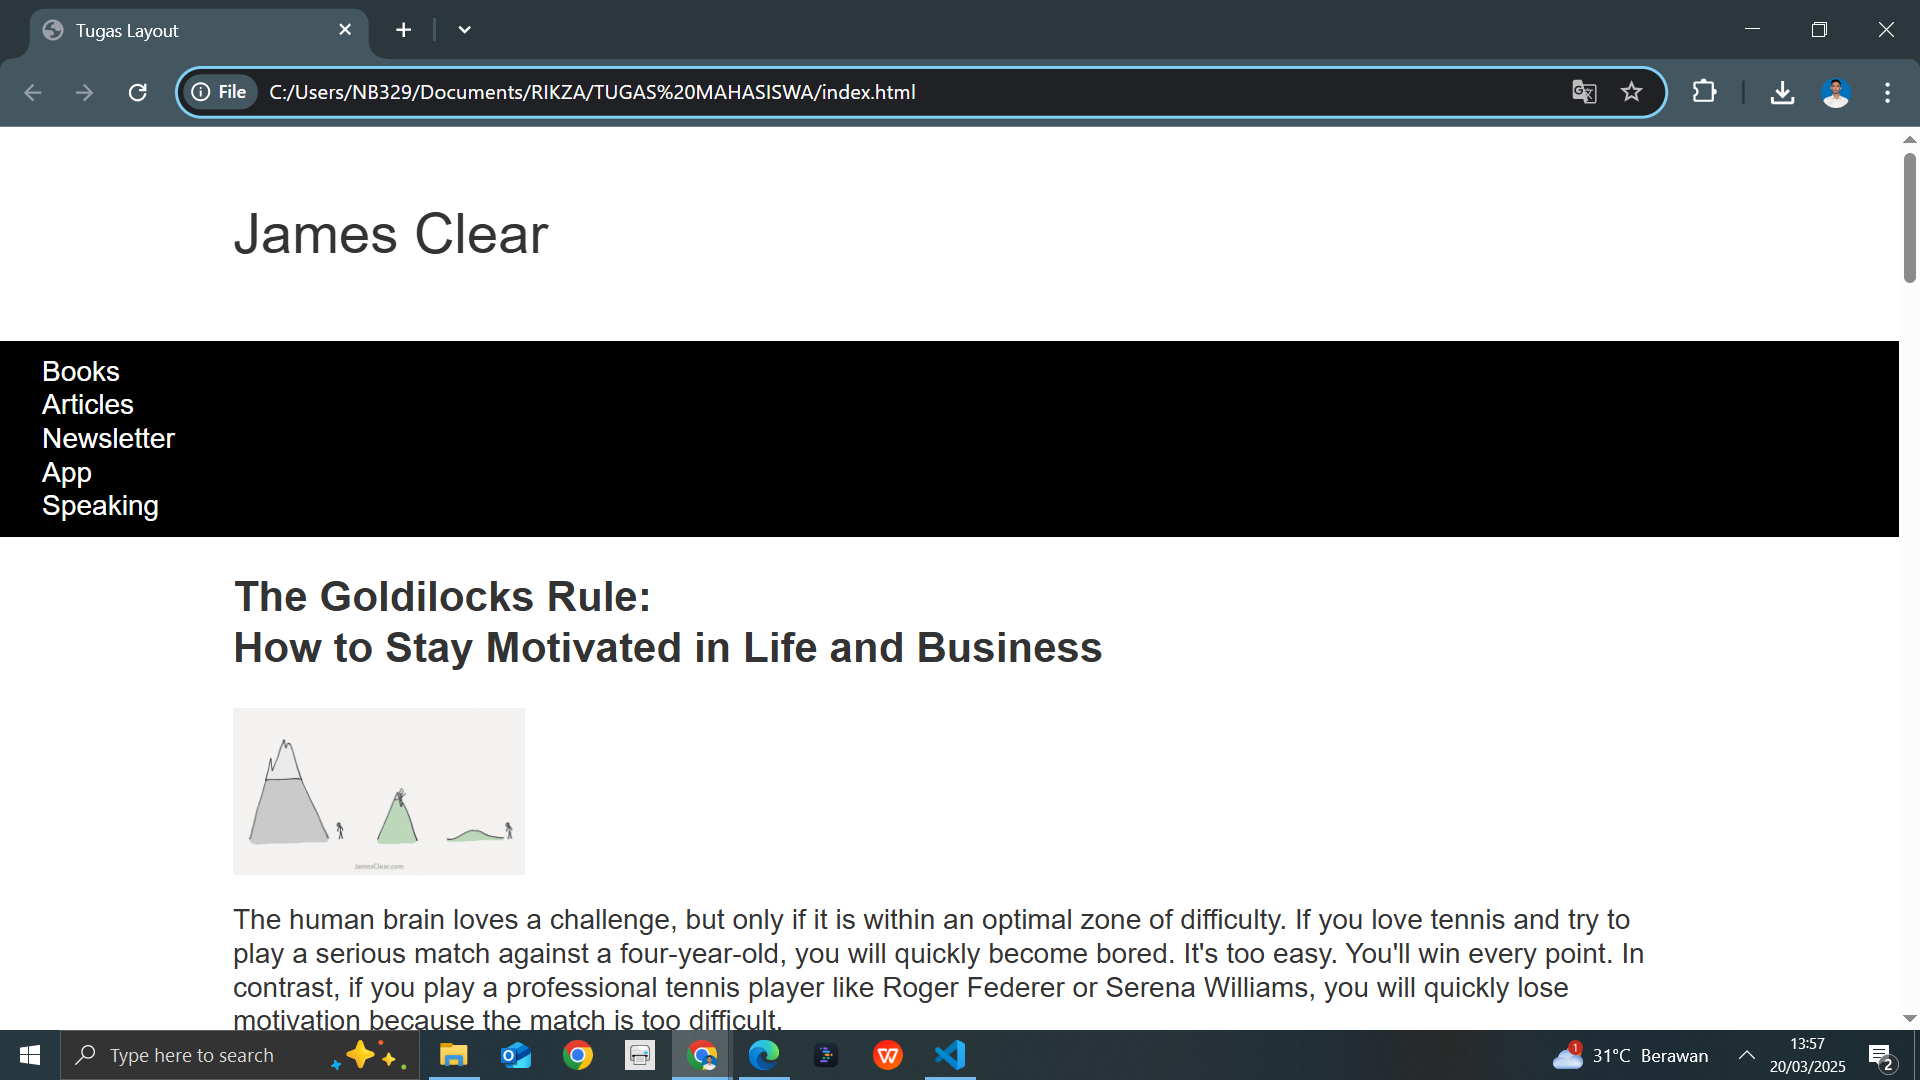 Tugas Layout
File
C:/Users/NB329/Documents/RIKZA/TUGAS%20MAHASISWA/index.html
James Clear
Books
Articles
Newsletter
App
Speaking
The Goldilocks Rule:
How to Stay Motivated in Life and Business
JamesClear.com
The human brain loves a challenge, but only if it is within an optimal zone of difficulty. If you love tennis and try to
play a serious match against a four-year-old, you will quickly become bored. It's too easy. You'll win every point. In
contrast, if you play a professional tennis player like Roger Federer or Serena Williams, you will quickly lose
motivation because the match is too difficult.
Type here to search
1
31°C Berawan
13:57
20/03/2025
2